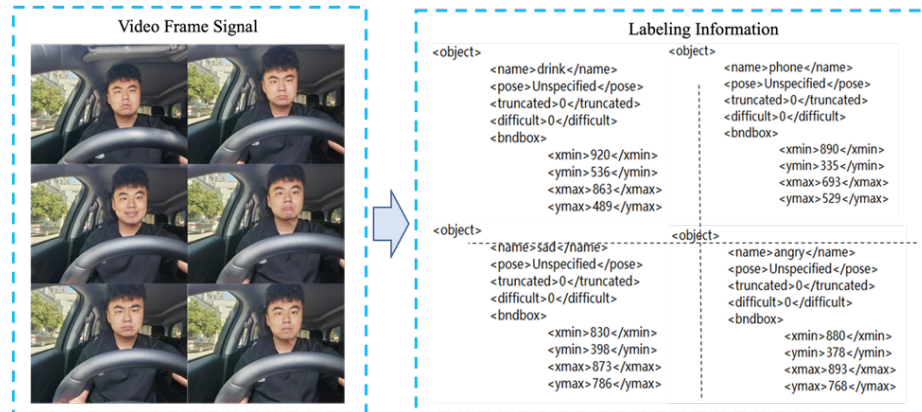 Video Frame Signal
Labeling Information
<object>
<name>drink</name>
<pose>Unspecified</pose>
<truncated>0</truncated>
<difficult>0</difficult>
<bndbox>
<xmin>920</xmin>
<ymin>536</ymin>
<xmax>863</xmax>
<ymax>489</ymax>
<object>
<name>phone</name>
<pose>Unspecified</pose>
<truncated>0</truncated>
<difficult>0</difficult>
<bndbox>
<xmin>890</xmin>
<ymin>335</ymin>
<xmax>693</xmax>
<ymax>529</ymax>
<object>
<name>sad</name>
<pose>Unspecified</pose>
<truncated>0</truncated>
<difficult>0</difficult>
<bndbox>
<xmin>830</xmin>
<ymin>398</ymin>
<xmax>873</xmax>
<ymax>786</ymax>
<object>
<name>angry</name>
<pose>Unspecified</pose>
<truncated>0</truncated>
<difficult>0</difficult>
<bndbox>
<xmin>880</xmin>
<ymin>378</ymin>
<xmax>893</xmax>
<ymax>768</ymax>